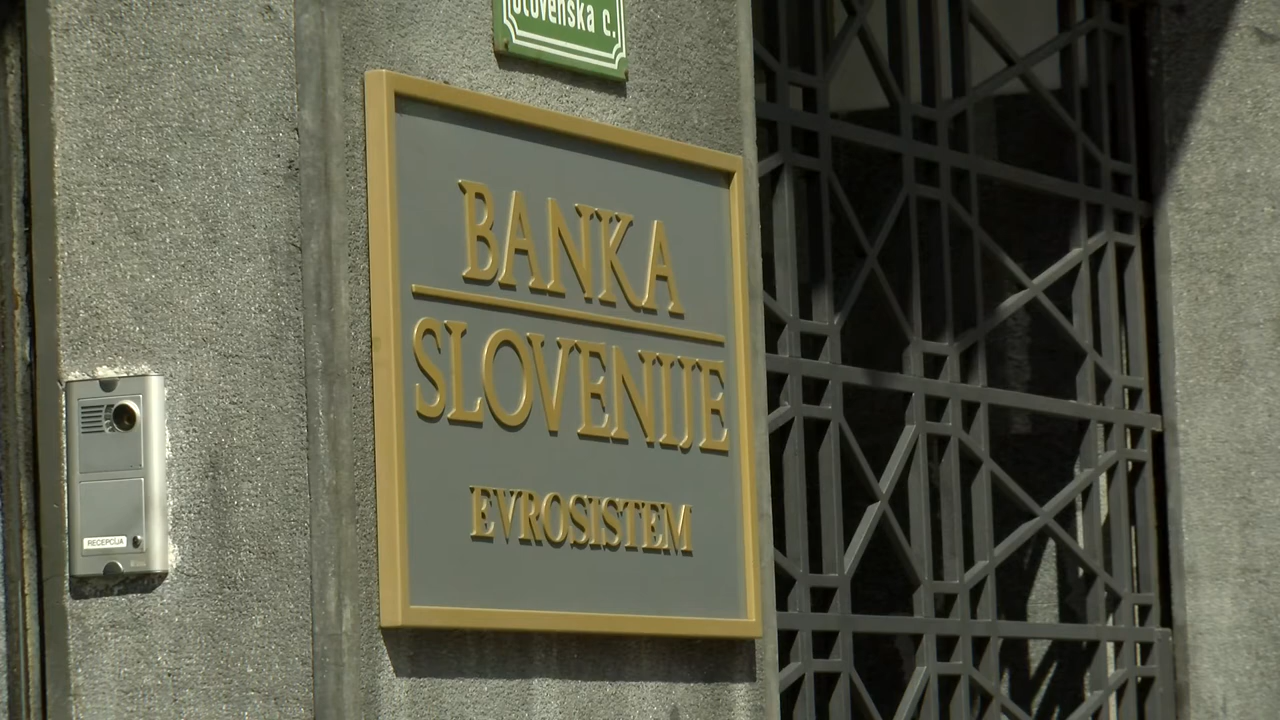 Slovenska c.
BANKA
SLOVENIJE
EVROSISTEM
RECEPCIJA